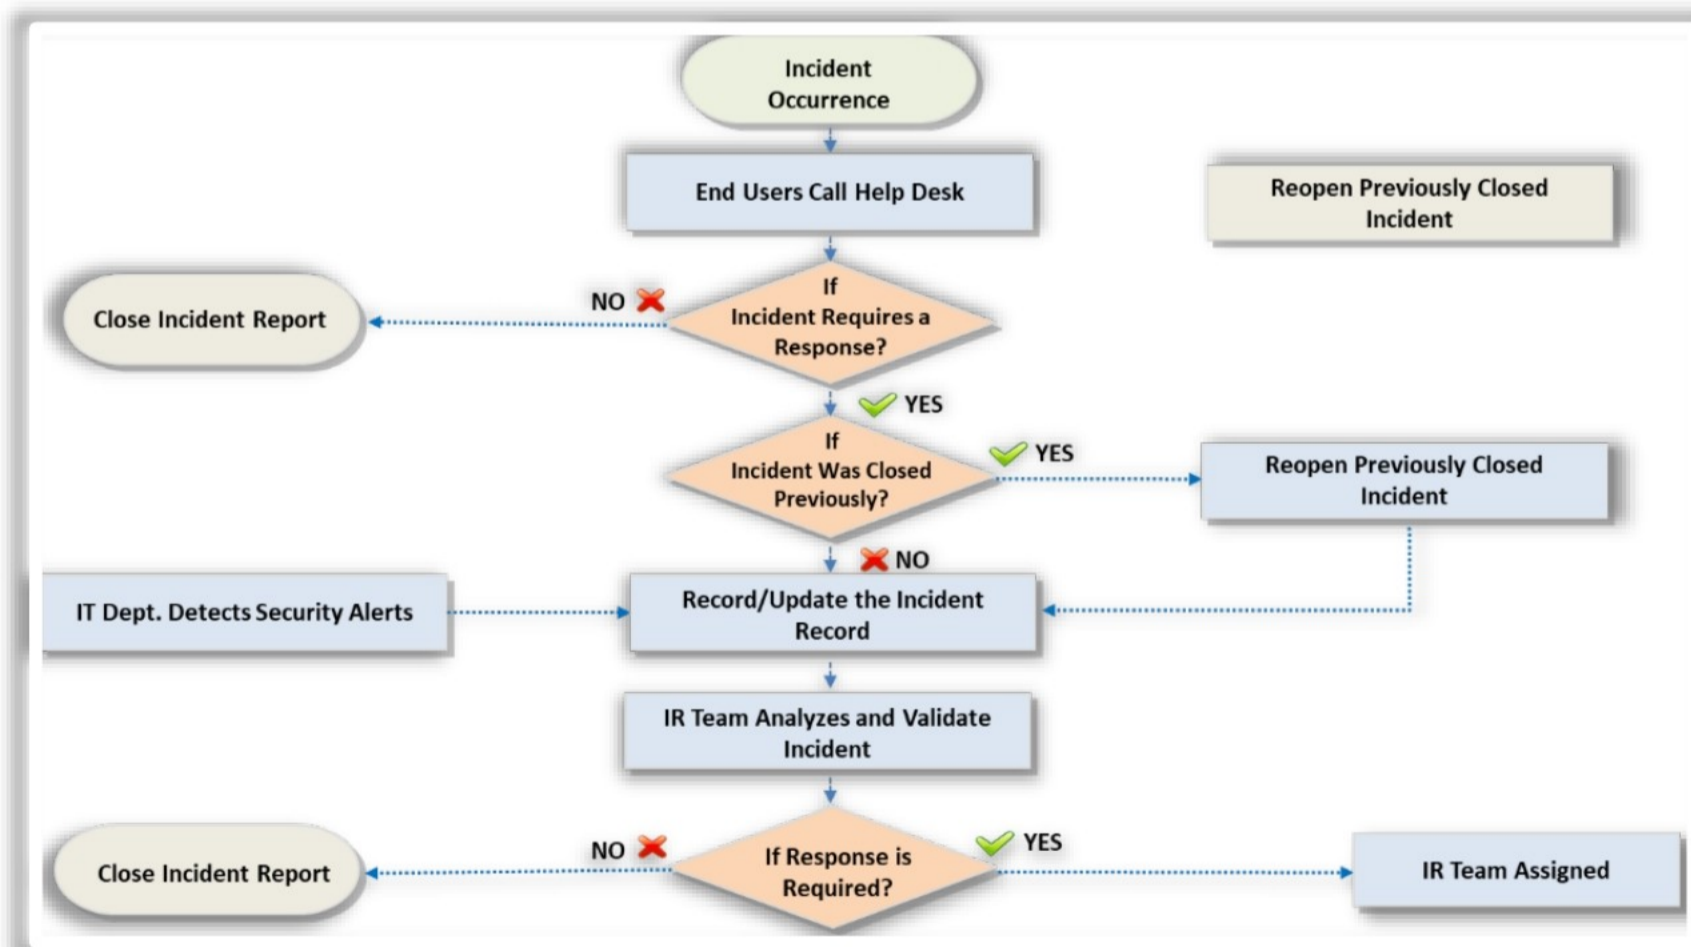 Incident
Occurrence
End Users Call Help Desk
Reopen Previously Closed
Incident
If
Incident Requires a
Response?
NO
Close Incident Report
YES
If
Incident Was Closed
Previously?
YES
Reopen Previously Closed
Incident
NO
IT Dept. Detects Security Alerts
Record/Update the Incident
Record
IR Team Analyzes and Validate
Incident
If Response is
Required?
NO
Close Incident Report
YES
IR Team Assigned